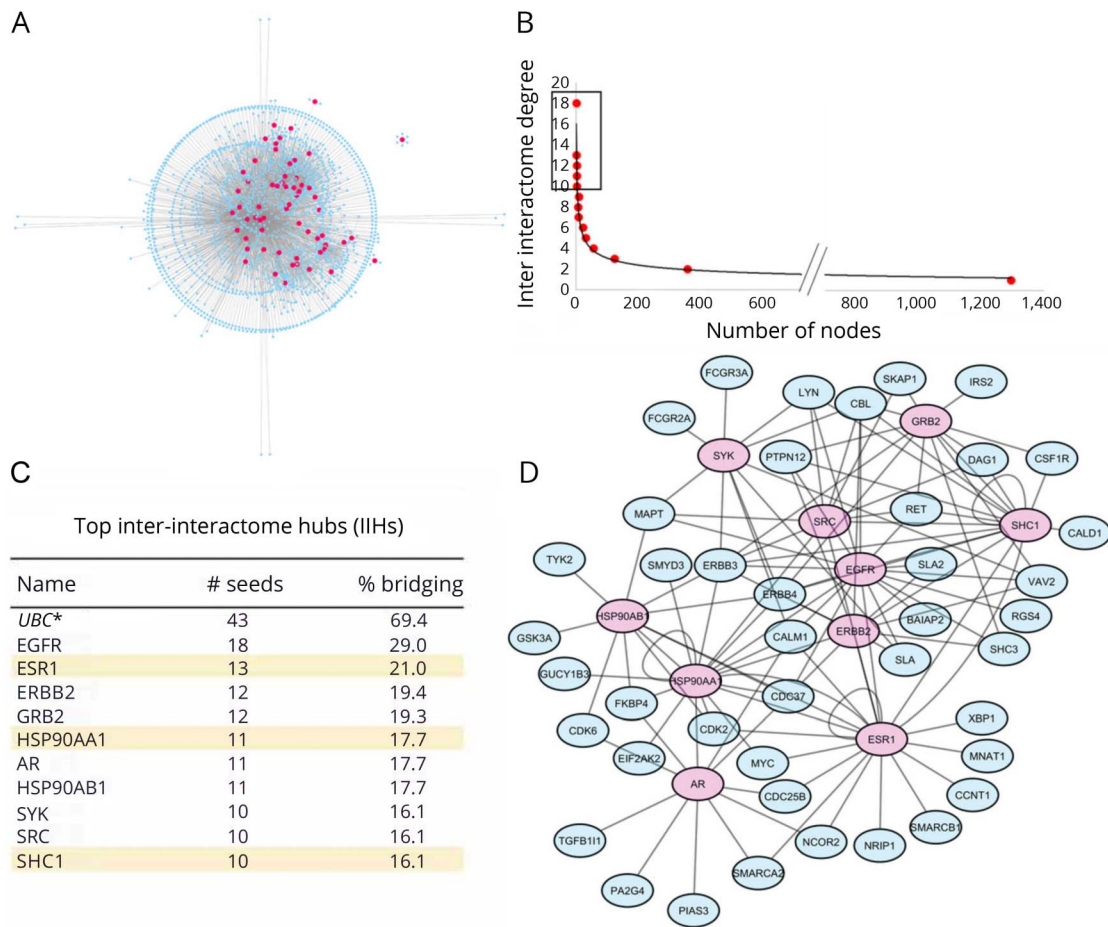 A
B
Inter interactome degree
20
18
16
14
12
10
8
6
4
2
0
0 200 400 600 800 1,000 1,200 1,400
Number of nodes
C
Top inter-interactome hubs (IIHs)
Name # seeds % bridging
UBC* 43 69.4
EGFR 18 29.0
ESR1 13 21.0
ERBB2 12 19.4
GRB2 12 19.3
HSP90AA1 11 17.7
AR 11 17.7
HSP90AB1 11 17.7
SYK 10 16.1
SRC 10 16.1
SHC1 10 16.1
D
FCGR3A
SKAP1
IRS2
LYN
CBL
FCGR2A
GRB2
SYK
PTPN12
DAG1
CSF1R
MAPT
RET
SRC
SHC1
CALD1
TYK2
SMYD3
ERBB3
EGFR
SLA2
VAV2
ERBB4
HSP90AB1
BAIAP2
RGS4
GSK3A
CALM1
ERBB2
SHC3
SLA
GUCY1B3
HSP90AA1
FKBP4
CDC37
CDK6
CDK2
XBP1
ESR1
EIF2AK2
MYC
MNAT1
AR
CDC25B
CCNT1
SMARCB1
TGFB1I1
NCOR2
NRIP1
SMARCA2
PA2G4
PIAS3